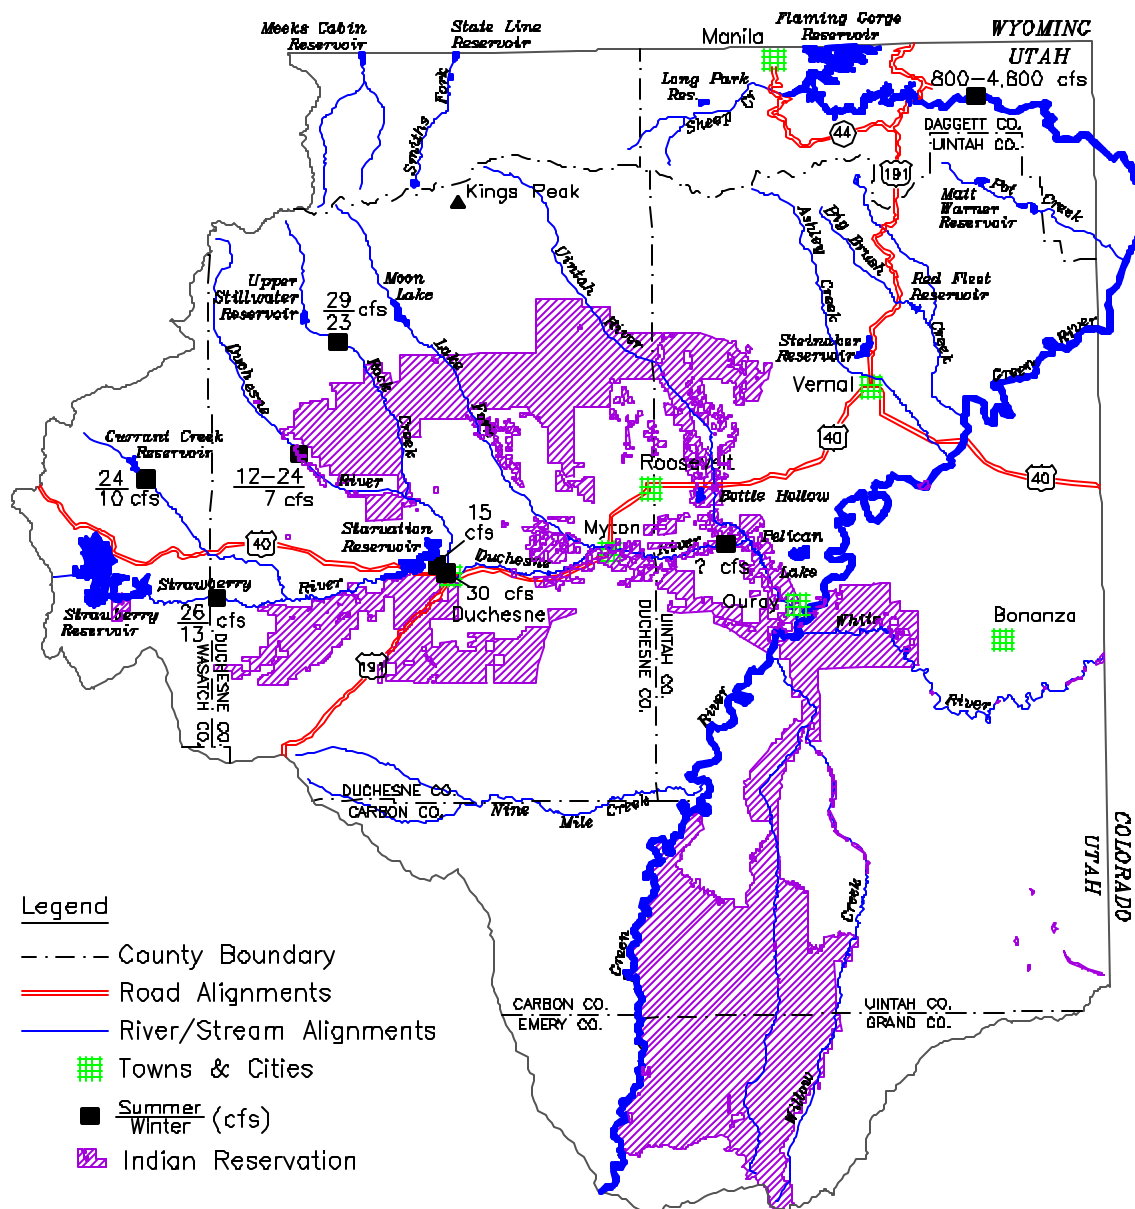 Meeks Cabin
Reservoir
State Line
Reservoir
Flaming Gorge
Reservoir
WYOMING
UTAH
Manila
Long Park
Res.
Sheep
Cr
800-4,800 cfs
44
191
DAGGETT CO.
UINTAH CO.
Smiths Fork
Kings Peak
Pot Creek
Matt
Warner
Reservoir
Ashley
Creek
Big Brush
Creek
Red Fleet
Reservoir
Upper
Stillwater
Reservoir
29
23
cfs
Moon
Lake
Uintah
River
Steinaker
Reservoir
Green River
Vernal
Duchesne
River
Rock
Creek
Lake
Fork
Currant Creek
Reservoir
24
10 cfs
12-24
7 cfs
40
40
Roosevelt
Bottle Hollow
15
cfs
Starvation
Reservoir
40
Myton
Duchesne
River
? cfs
Pelican
Lake
Strawberry
River
Strawberry
Reservoir
26
13
cfs
30 cfs
Duchesne
Ouray
White
River
Bonanza
DUCHESNE CO.
WASATCH CO.
191
DUCHESNE CO.
UINTAH CO.
River
DUCHESNE CO.
CARBON CO.
Nine
Mile
Creek
COLORADO
UTAH
Creek
Green
CARBON CO.
EMERY CO.
UINTAH CO.
GRAND CO.
Willow
Legend
County Boundary
Road Alignments
River/Stream Alignments
Towns & Cities
Summer
Winter
(cfs)
Indian Reservation